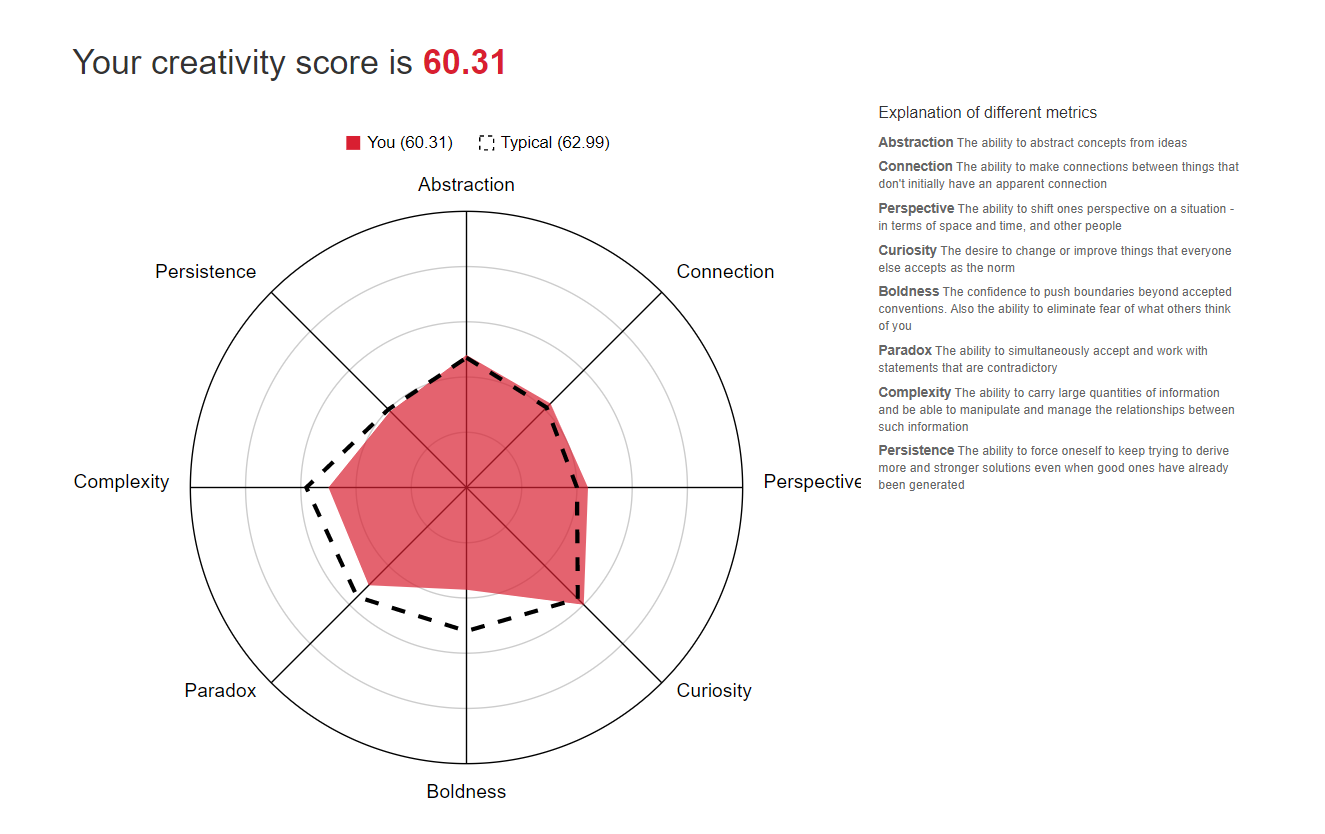 Your creativity score is 60.31
You (60.31)
Typical (62.99)
Abstraction
Persistence
Connection
Complexity
Perspective
Paradox
Curiosity
Boldness
Explanation of different metrics
Abstraction The ability to abstract concepts from ideas
Connection The ability to make connections between things that
don't initially have an apparent connection
Perspective The ability to shift ones perspective on a situation -
in terms of space and time, and other people
Curiosity The desire to change or improve things that everyone
else accepts as the norm
Boldness The confidence to push boundaries beyond accepted
conventions. Also the ability to eliminate fear of what others think
of you
Paradox The ability to simultaneously accept and work with
statements that are contradictory
Complexity The ability to carry large quantities of information
and be able to manipulate and manage the relationships between
such information
Persistence The ability to force oneself to keep trying to derive
more and stronger solutions even when good ones have already
been generated